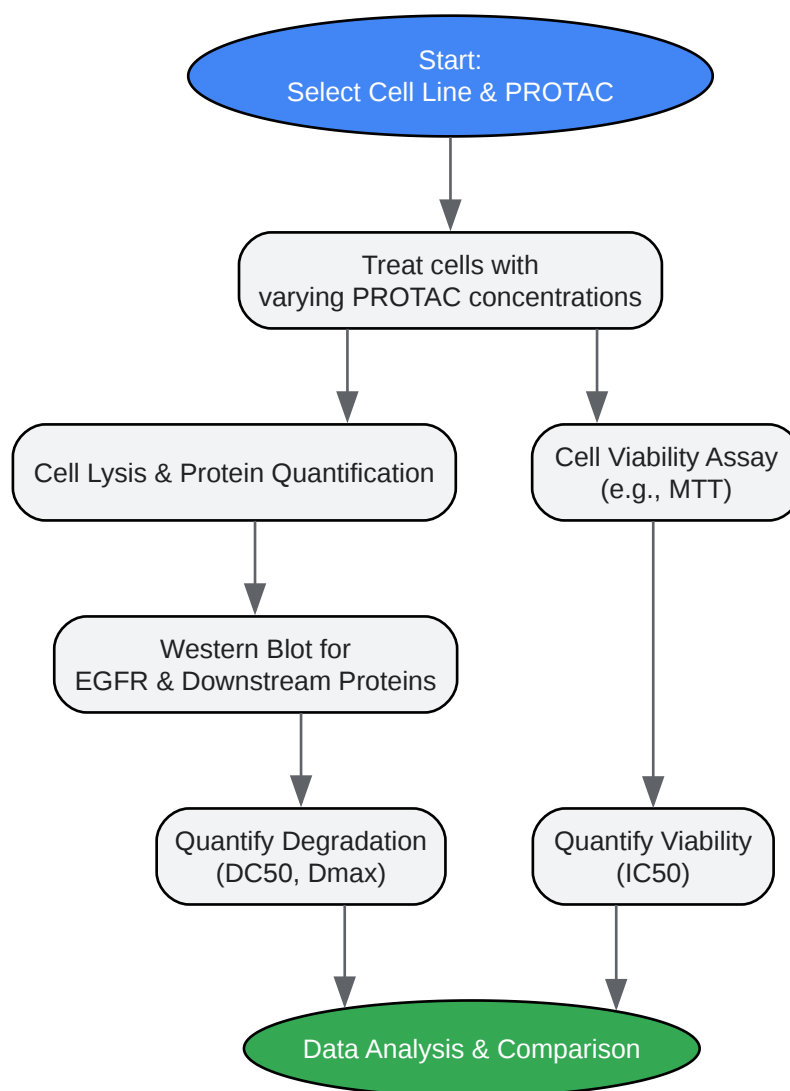 Start:
Select Cell Line & PROTAC
Treat cells with
varying PROTAC concentrations
Cell Lysis & Protein Quantification
Cell Viability Assay
(e.g., MTT)
Western Blot for
EGFR & Downstream Proteins
Quantify Degradation
(DC50, Dmax)
Quantify Viability
(IC50)
Data Analysis & Comparison